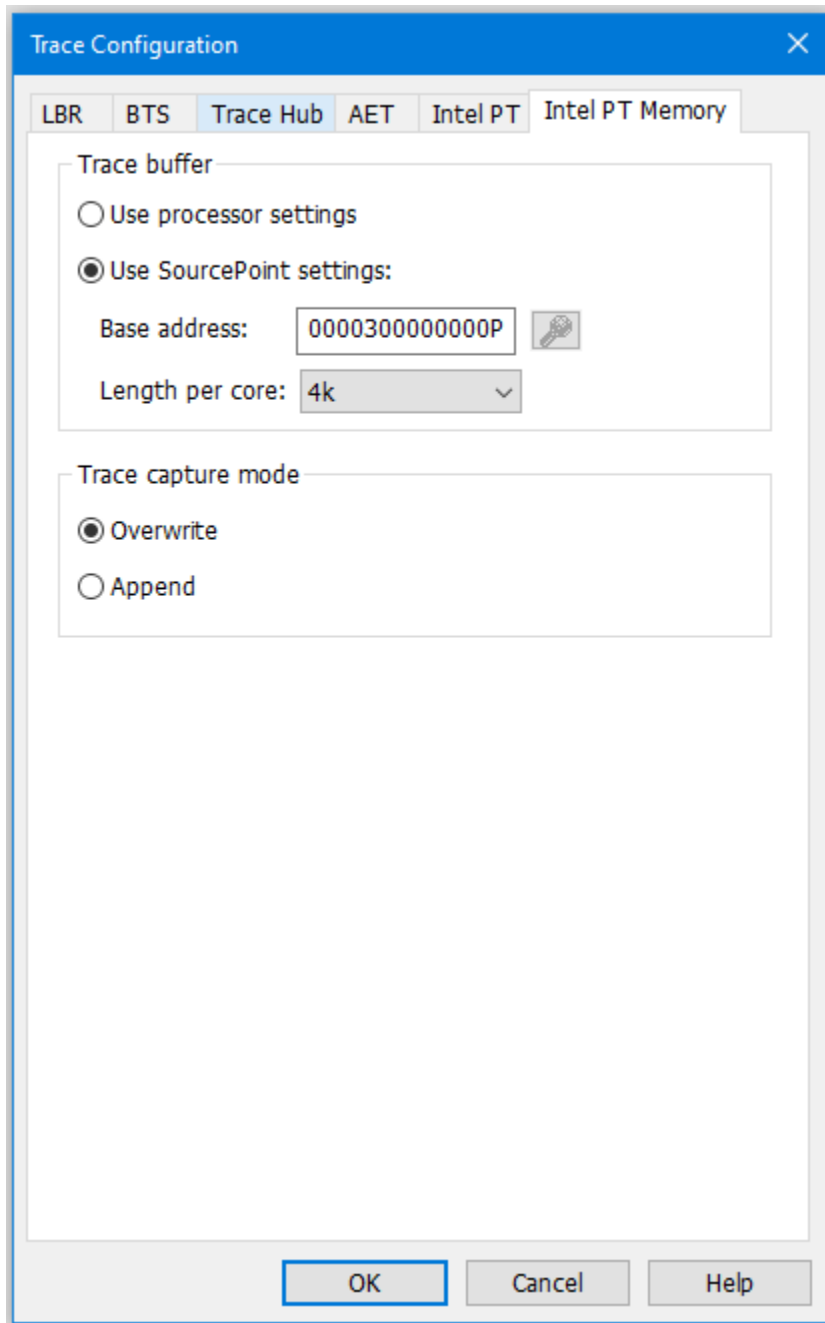 Trace Configuration
LBR BTS Trace Hub AET Intel PT Intel PT Memory
Trace buffer
Use processor settings
Use SourcePoint settings:
Base address: 0000300000000P
Length per core: 4k
Trace capture mode
Overwrite
Append
OK Cancel Help